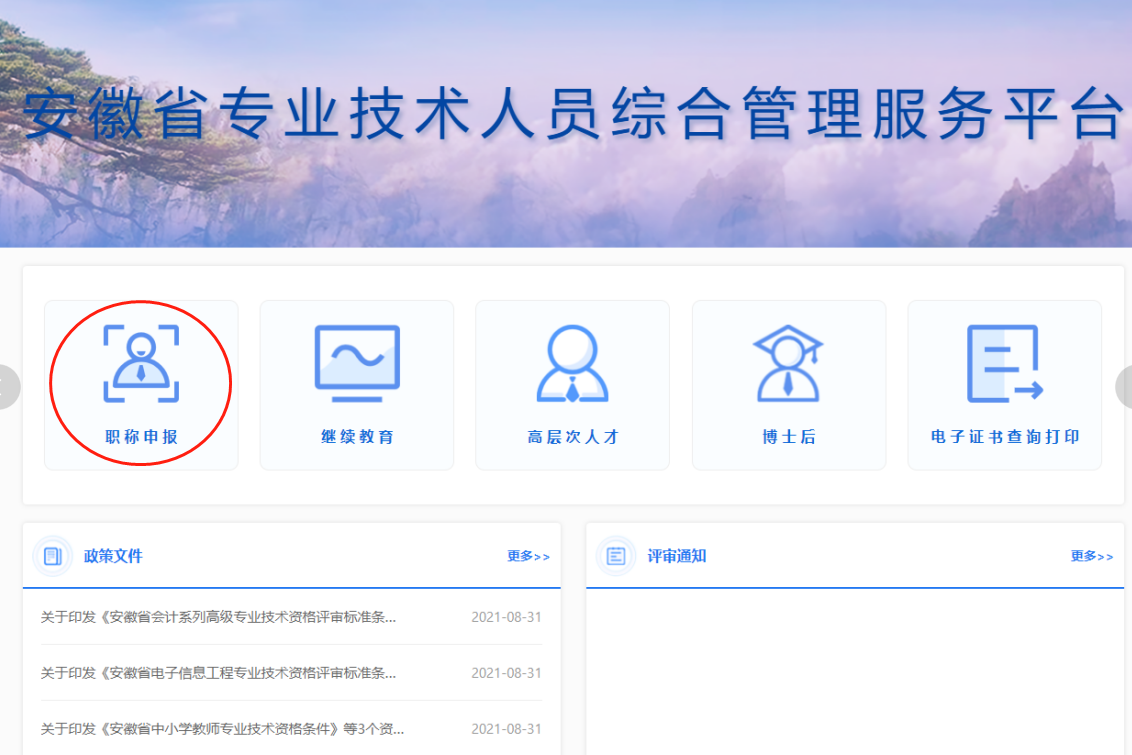 安徽省专业技术人员综合管理服务平台
职称申报
继续教育
高层次人才
博士后
电子证书查询打印
政策文件
更多>>
关于印发《安徽省会计系列高级专业技术资格评审标准条...
2021-08-31
关于印发《安徽省电子信息工程专业技术资格评审标准条...
2021-08-31
关于印发《安徽省中小学教师专业技术资格条件》等3个资...
2021-08-31
评审通知
更多>>